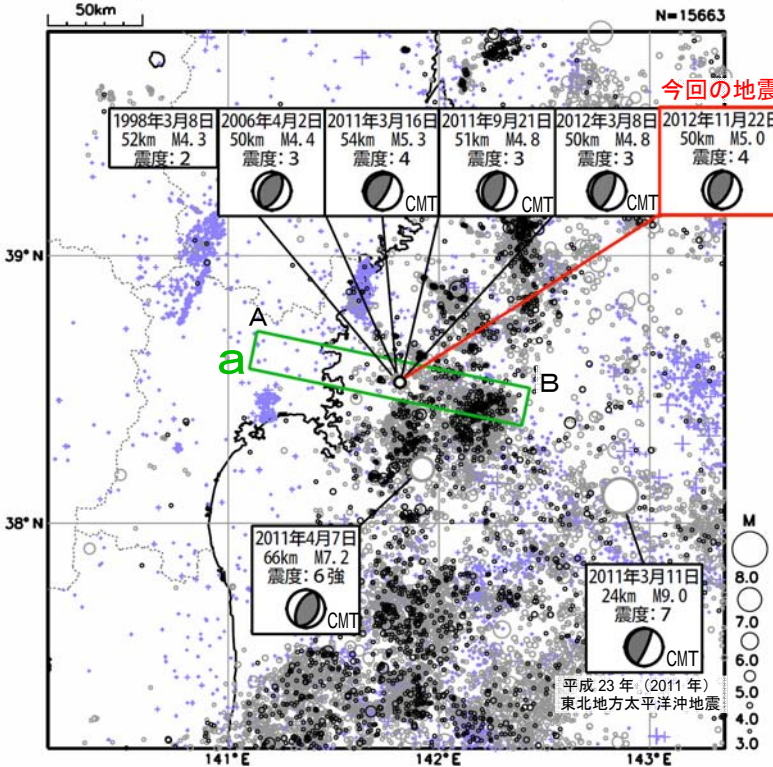 50km
N=15663
今回の地震
1998年3月8日
52km M4.3
震度:2
2006年4月2日
50km M4.4
震度:3
2011年3月16日
54km M5.3
震度:4
CMT
2011年9月21日
51km M4.8
震度:3
2012年3月8日
50km M4.8
震度:3
CMT
2012年11月22日
50km M5.0
震度:4
39°N
A
a
B
38°N
2011年4月7日
66km M7.2
震度:6強
CMT
2011年3月11日
24km M9.0
震度:7
CMT
平成23年(2011年)
東北地方太平洋沖地震
M
8.0
7.0
6.0
5.0
4.0
3.0
141°E
142°E
143°E